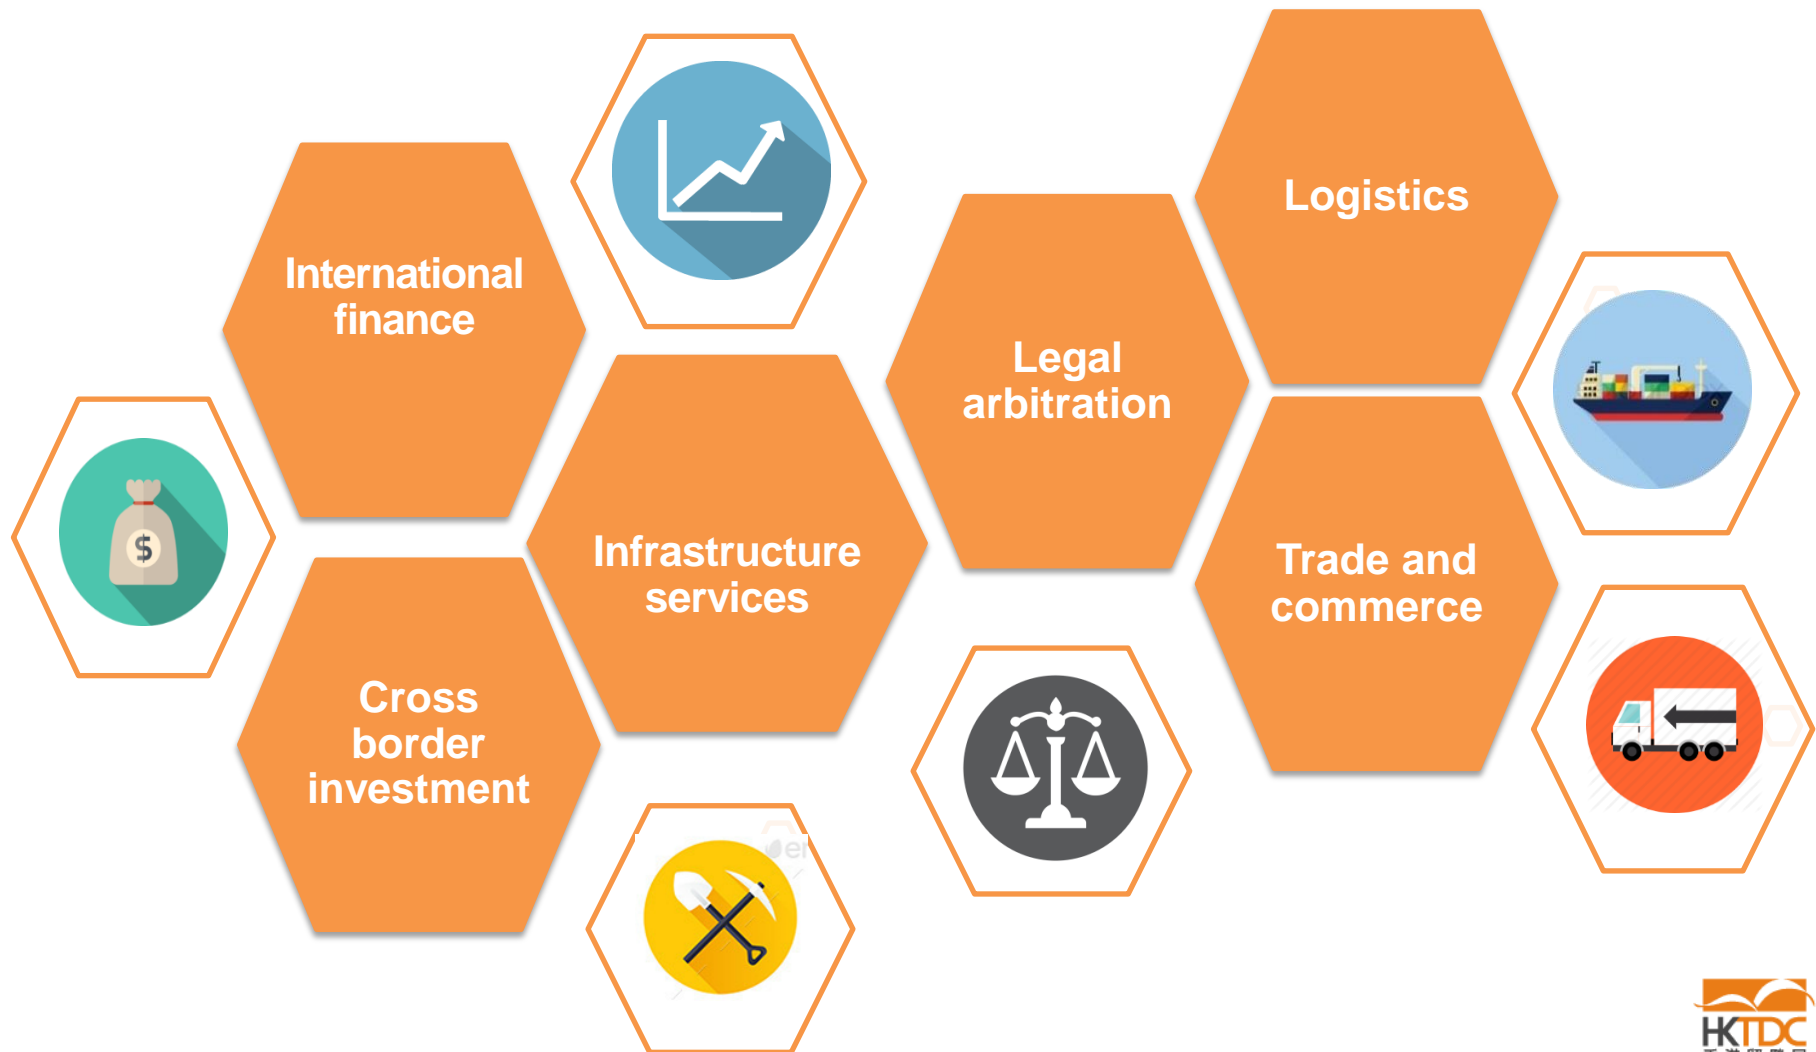 International
finance
Cross
border
investment
Infrastructure
services
Legal
arbitration
Logistics
Trade and
commerce
$
HKTDC